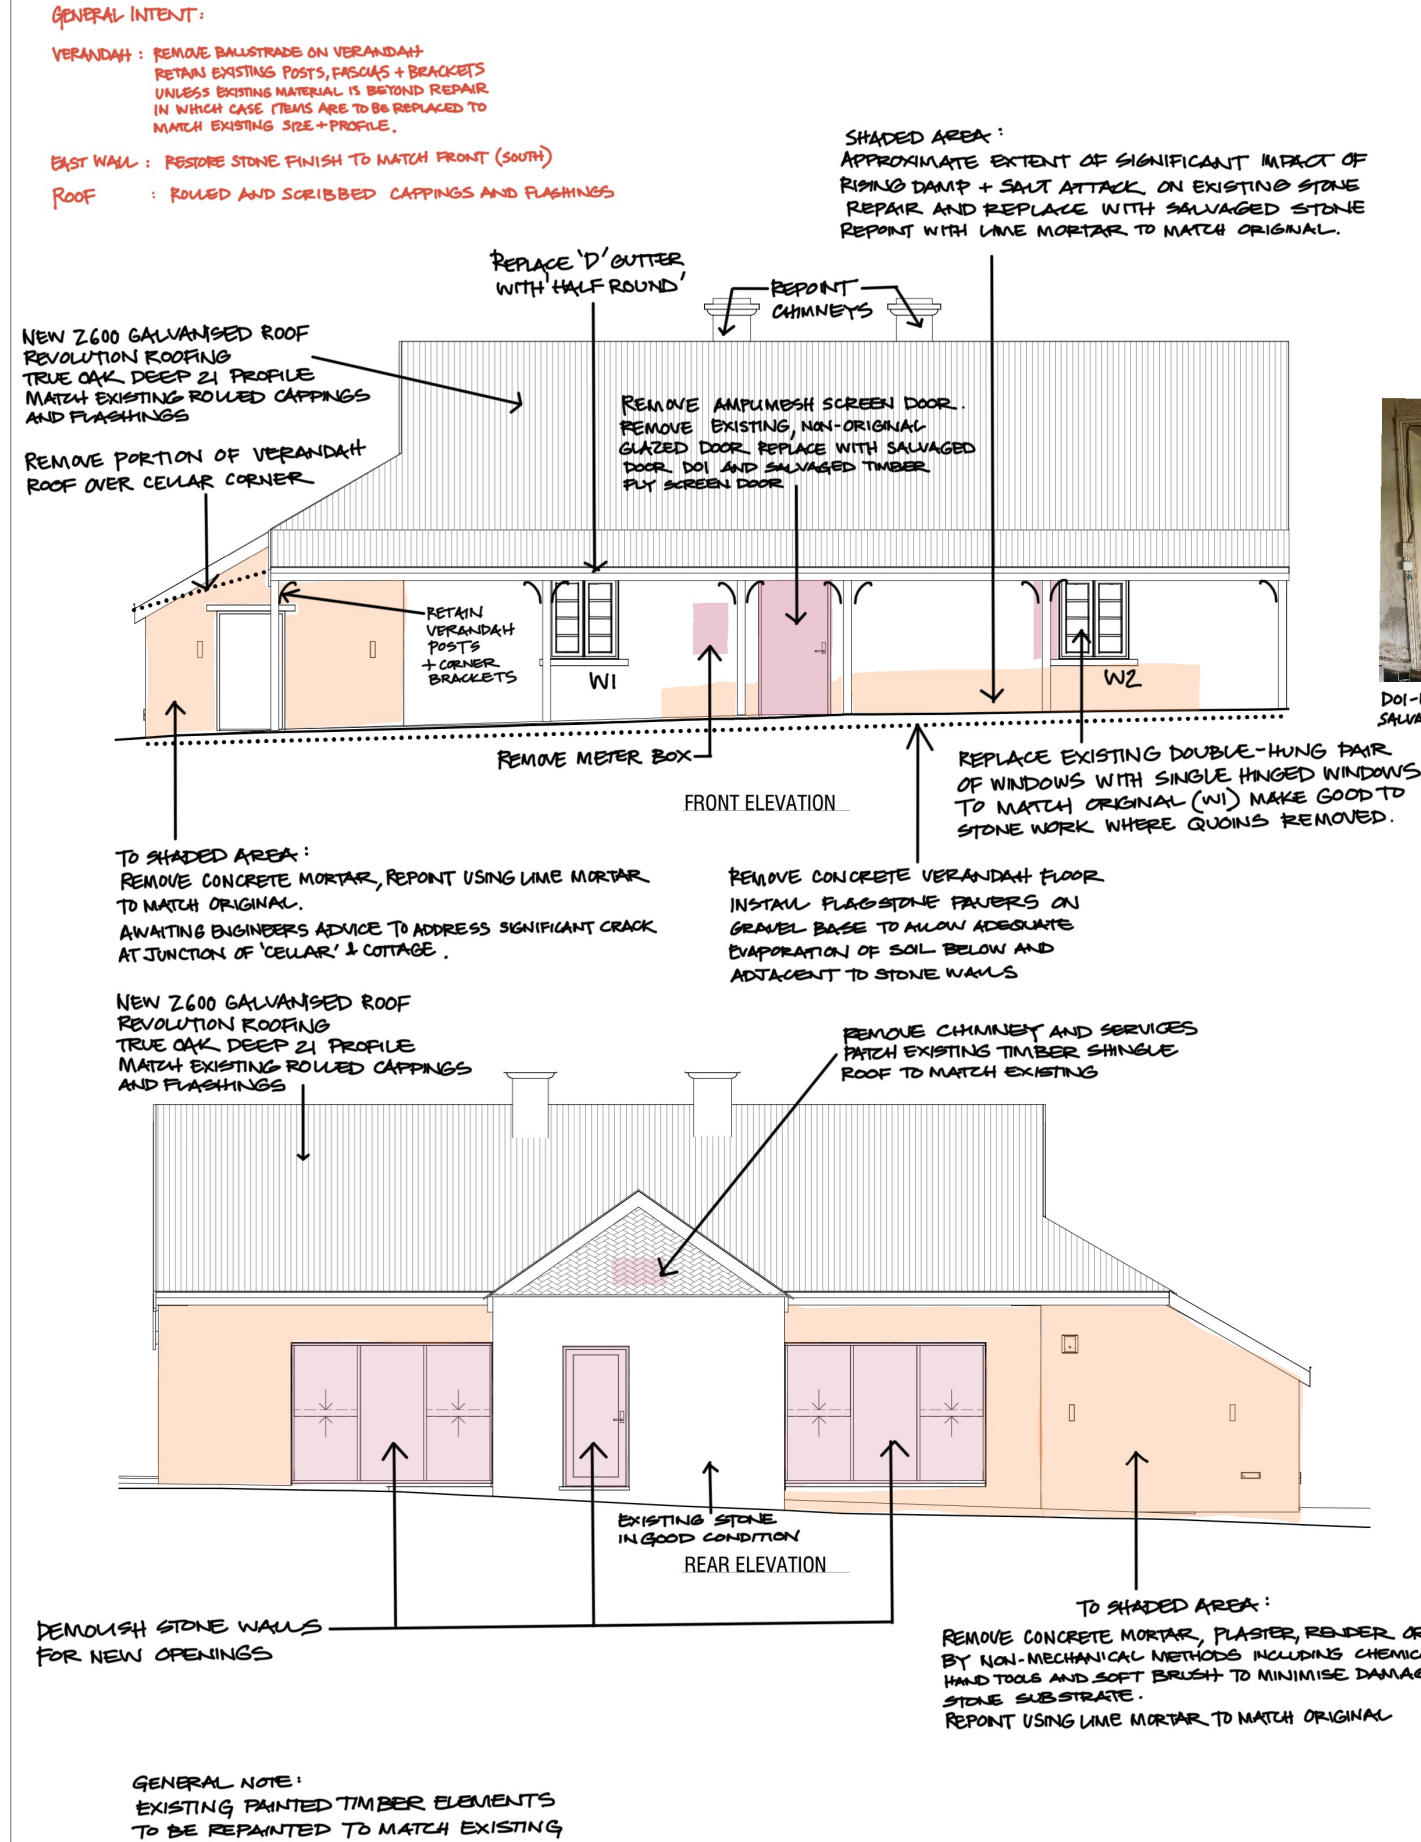 GENERAL INTENT:
VERANDAH : REMOVE BALUSTRADE ON VERANDAH
RETAIN EXISTING POSTS, FASCIAS + BRACKETS
UNLESS EXISTING MATERIAL IS BEYOND REPAIR
IN WHICH CASE ITEMS ARE TO BE REPLACED TO
MATCH EXISTING SIZE + PROFILE.
EAST WALL : RESTORE STONE FINISH TO MATCH FRONT (SOUTH)
ROOF : ROLLED AND SCRIBBED CAPPINGS AND FLASHINGS
SHADED AREA :
APPROXIMATE EXTENT OF SIGNIFICANT IMPACT OF
RISING DAMP + SALT ATTACK ON EXISTING STONE
REPAIR AND REPLACE WITH SALVAGED STONE
REPOINT WITH LIME MORTAR TO MATCH ORIGINAL.
REPLACE 'D' GUTTER
WITH 'HALF ROUND'
REPOINT
CHIMNEYS
NEW Z600 GALVANISED ROOF
REVOLUTION ROOFING
TRUE OAK DEEP 21 PROFILE
MATCH EXISTING ROLLED CAPPINGS
AND FLASHINGS
REMOVE PORTION OF VERANDAH
ROOF OVER CELLAR CORNER
REMOVE AMPLIMESH SCREEN DOOR.
REMOVE EXISTING, NON-ORIGINAL
GLAZED DOOR REPLACE WITH SALVAGED
DOOR D01 AND SALVAGED TIMBER
FLY SCREEN DOOR
RETAIN
VERANDAH
POSTS
+ CORNER
BRACKETS
W1
W2
D01-
SALVA
REMOVE METER BOX
FRONT ELEVATION
REPLACE EXISTING DOUBLE-HUNG PAIR
OF WINDOWS WITH SINGLE HINGED WINDOWS
TO MATCH ORIGINAL (W1) MAKE GOOD TO
STONE WORK WHERE QUOINS REMOVED.
TO SHADED AREA :
REMOVE CONCRETE MORTAR, REPOINT USING LIME MORTAR
TO MATCH ORIGINAL.
AWAITING ENGINEERS ADVICE TO ADDRESS SIGNIFICANT CRACK
AT JUNCTION OF 'CELLAR' & COTTAGE.
REMOVE CONCRETE VERANDAH FLOOR
INSTALL FLAGSTONE PAVERS ON
GRAVEL BASE TO ALLOW ADEQUATE
EVAPORATION OF SOIL BELOW AND
ADJACENT TO STONE WALLS
NEW Z600 GALVANISED ROOF
REVOLUTION ROOFING
TRUE OAK DEEP 21 PROFILE
MATCH EXISTING ROLLED CAPPINGS
AND FLASHINGS
REMOVE CHIMNEY AND SERVICES
PATCH EXISTING TIMBER SHINGLE
ROOF TO MATCH EXISTING
EXISTING STONE
IN GOOD CONDITION
REAR ELEVATION
DEMOLISH STONE WALLS
FOR NEW OPENINGS
TO SHADED AREA :
REMOVE CONCRETE MORTAR, PLASTER, RENDER OR
BY NON-MECHANICAL METHODS INCLUDING CHEMIC
HAND TOOLS AND SOFT BRUSH TO MINIMISE DAMAG
STONE SUBSTRATE.
REPOINT USING LIME MORTAR TO MATCH ORIGINAL
GENERAL NOTE :
EXISTING PAINTED TIMBER ELEMENTS
TO BE REPAINTED TO MATCH EXISTING